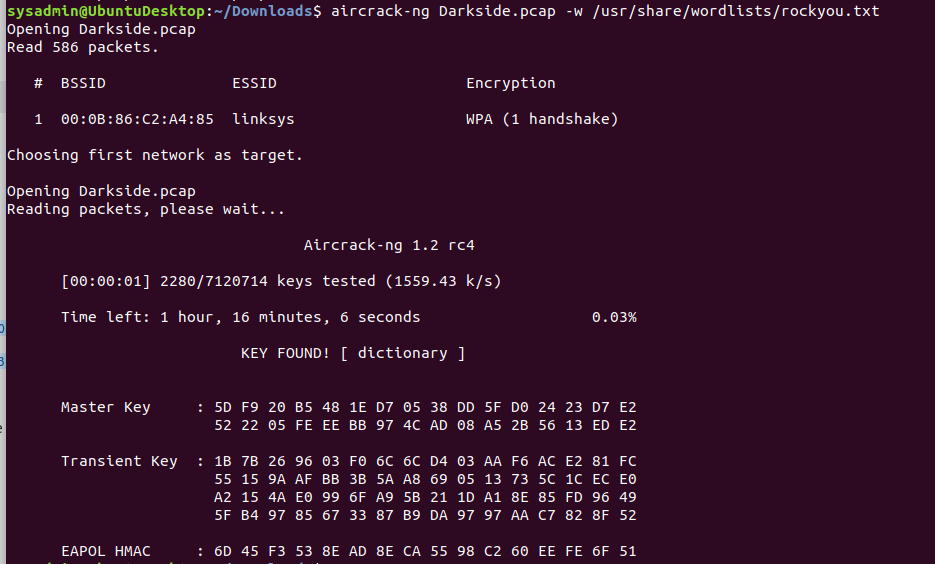 sysadmin@UbuntuDesktop:~/Downloads$ aircrack-ng Darkside.pcap -w /usr/share/wordlists/rockyou.txt
Opening Darkside.pcap
Read 586 packets.
# BSSID ESSID Encryption
1 00:0B:86:C2:A4:85 linksys WPA (1 handshake)
Choosing first network as target.
Opening Darkside.pcap
Reading packets, please wait...
Aircrack-ng 1.2 rc4
[00:00:01] 2280/7120714 keys tested (1559.43 k/s)
Time left: 1 hour, 16 minutes, 6 seconds 0.03%
KEY FOUND! [ dictionary ]
Master Key : 5D F9 20 B5 48 1E D7 05 38 DD 5F D0 24 23 D7 E2
52 22 05 FE EE BB 97 4C AD 08 A5 2B 56 13 ED E2
Transient Key : 1B 7B 26 96 03 F0 6C 6C D4 03 AA F6 AC E2 81 FC
55 15 9A AF BB 3B 5A A8 69 05 13 73 5C 1C EC E0
A2 15 4A E0 99 6F A9 5B 21 1D A1 8E 85 FD 96 49
5F B4 97 85 67 33 87 B9 DA 97 97 AA C7 82 8F 52
EAPOL HMAC : 6D 45 F3 53 8E AD 8E CA 55 98 C2 60 EE FE 6F 51